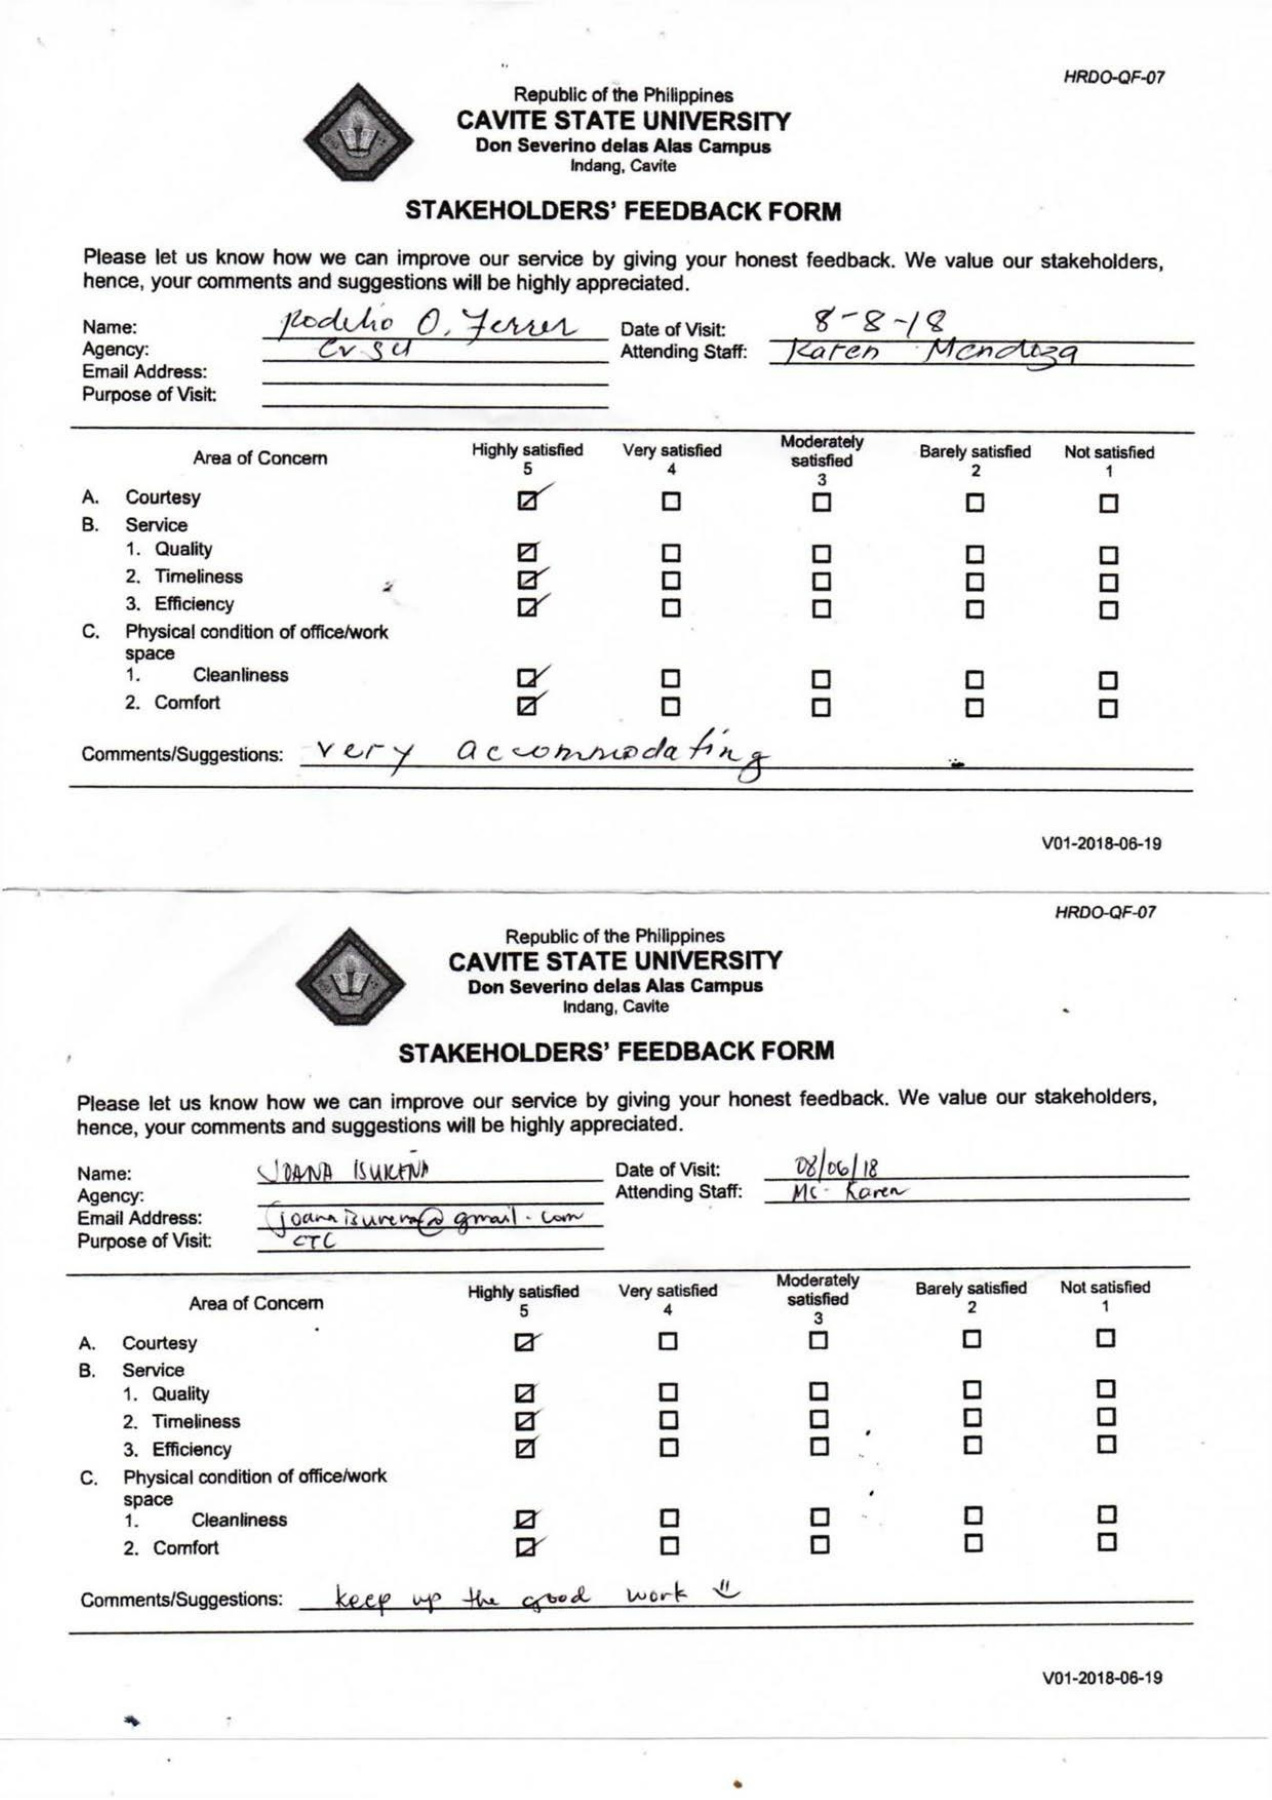 HRDO-QF-07
Republic of the Philippines
CAVITE STATE UNIVERSITY
Don Severino delas Alas Campus
Indang, Cavite
STAKEHOLDERS' FEEDBACK FORM
Please let us know how we can improve our service by giving your honest feedback. We value our stakeholders,
hence, your comments and suggestions will be highly appreciated.
Name: Rodelio O. Ferrer Date of Visit: 8-8-18
Agency: CvSU Attending Staff: Karen Mendoza
Email Address:
Purpose of Visit:
Area of Concern Highly satisfied 5 Very satisfied 4 Moderately satisfied 3 Barely satisfied 2 Not satisfied 1
A. Courtesy ☑ ☐ ☐ ☐ ☐
B. Service
1. Quality ☑ ☐ ☐ ☐ ☐
2. Timeliness ☑ ☐ ☐ ☐ ☐
3. Efficiency ☑ ☐ ☐ ☐ ☐
C. Physical condition of office/work
space
1. Cleanliness ☑ ☐ ☐ ☐ ☐
2. Comfort ☑ ☐ ☐ ☐ ☐
Comments/Suggestions: very accommodating
V01-2018-06-19
HRDO-QF-07
Republic of the Philippines
CAVITE STATE UNIVERSITY
Don Severino delas Alas Campus
Indang, Cavite
STAKEHOLDERS' FEEDBACK FORM
Please let us know how we can improve our service by giving your honest feedback. We value our stakeholders,
hence, your comments and suggestions will be highly appreciated.
Name: JOANA Date of Visit: 08/06/18
Agency: Attending Staff: Ms. Karen
Email Address:
Purpose of Visit: CTC
Area of Concern Highly satisfied 5 Very satisfied 4 Moderately satisfied 3 Barely satisfied 2 Not satisfied 1
A. Courtesy ☑ ☐ ☐ ☐ ☐
B. Service
1. Quality ☑ ☐ ☐ ☐ ☐
2. Timeliness ☑ ☐ ☐ ☐ ☐
3. Efficiency ☑ ☐ ☐ ☐ ☐
C. Physical condition of office/work
space
1. Cleanliness ☑ ☐ ☐ ☐ ☐
2. Comfort ☑ ☐ ☐ ☐ ☐
Comments/Suggestions: keep up the good work
V01-2018-06-19